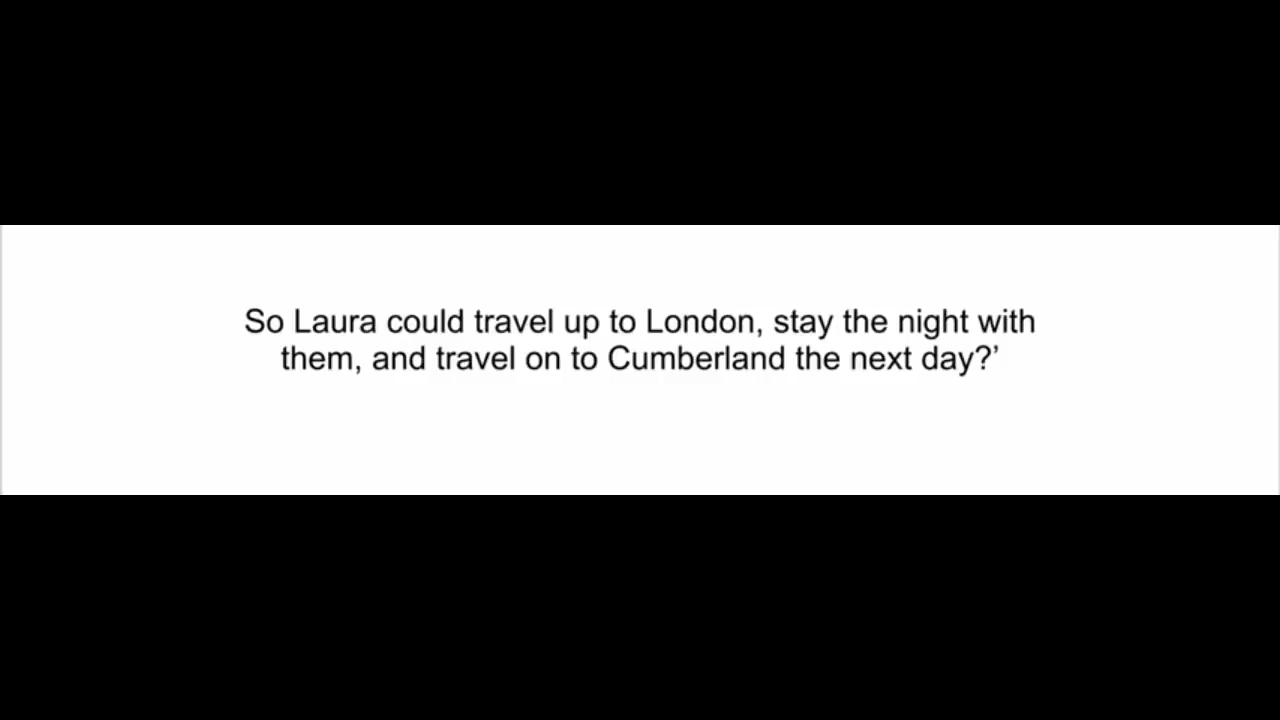 So Laura could travel up to London, stay the night with
them, and travel on to Cumberland the next day?’